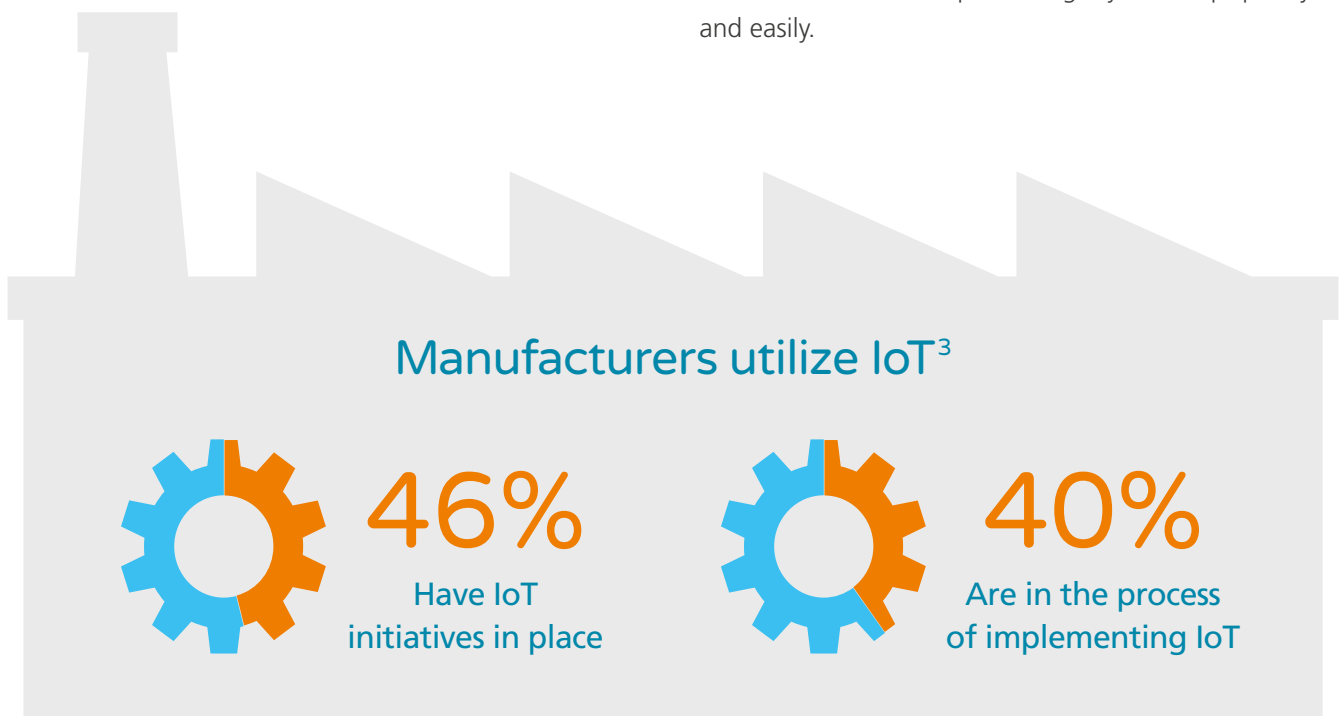 and easily.
Manufacturers utilize IoT³
46%
Have IoT
initiatives in place
40%
Are in the process
of implementing IoT